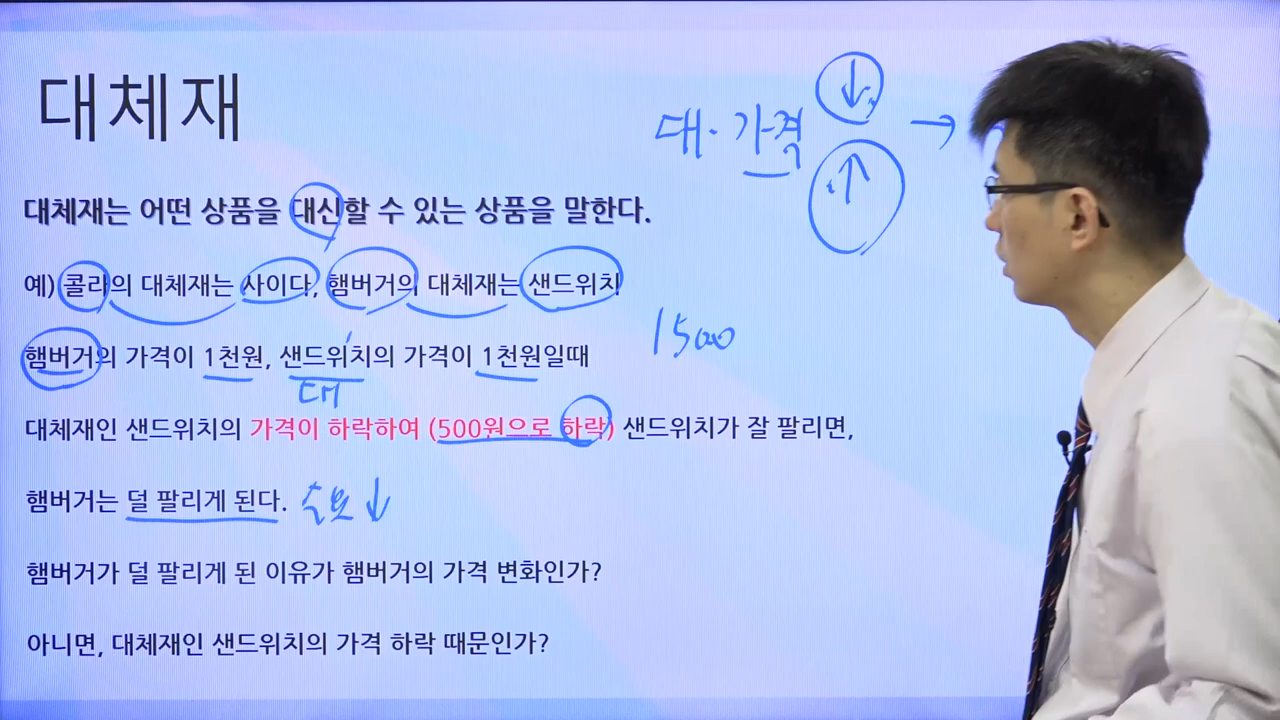 대체재
대·가격 ↓ →
↑
대체재는 어떤 상품을 대신할 수 있는 상품을 말한다.
예) 콜라의 대체재는 사이다, 햄버거의 대체재는 샌드위치
1500
햄버거의 가격이 1천원, 샌드위치의 가격이 1천원일때
대
대체재인 샌드위치의 가격이 하락하여 (500원으로 하락) 샌드위치가 잘 팔리면,
햄버거는 덜 팔리게 된다. 수요↓
햄버거가 덜 팔리게 된 이유가 햄버거의 가격 변화인가?
아니면, 대체재인 샌드위치의 가격 하락 때문인가?